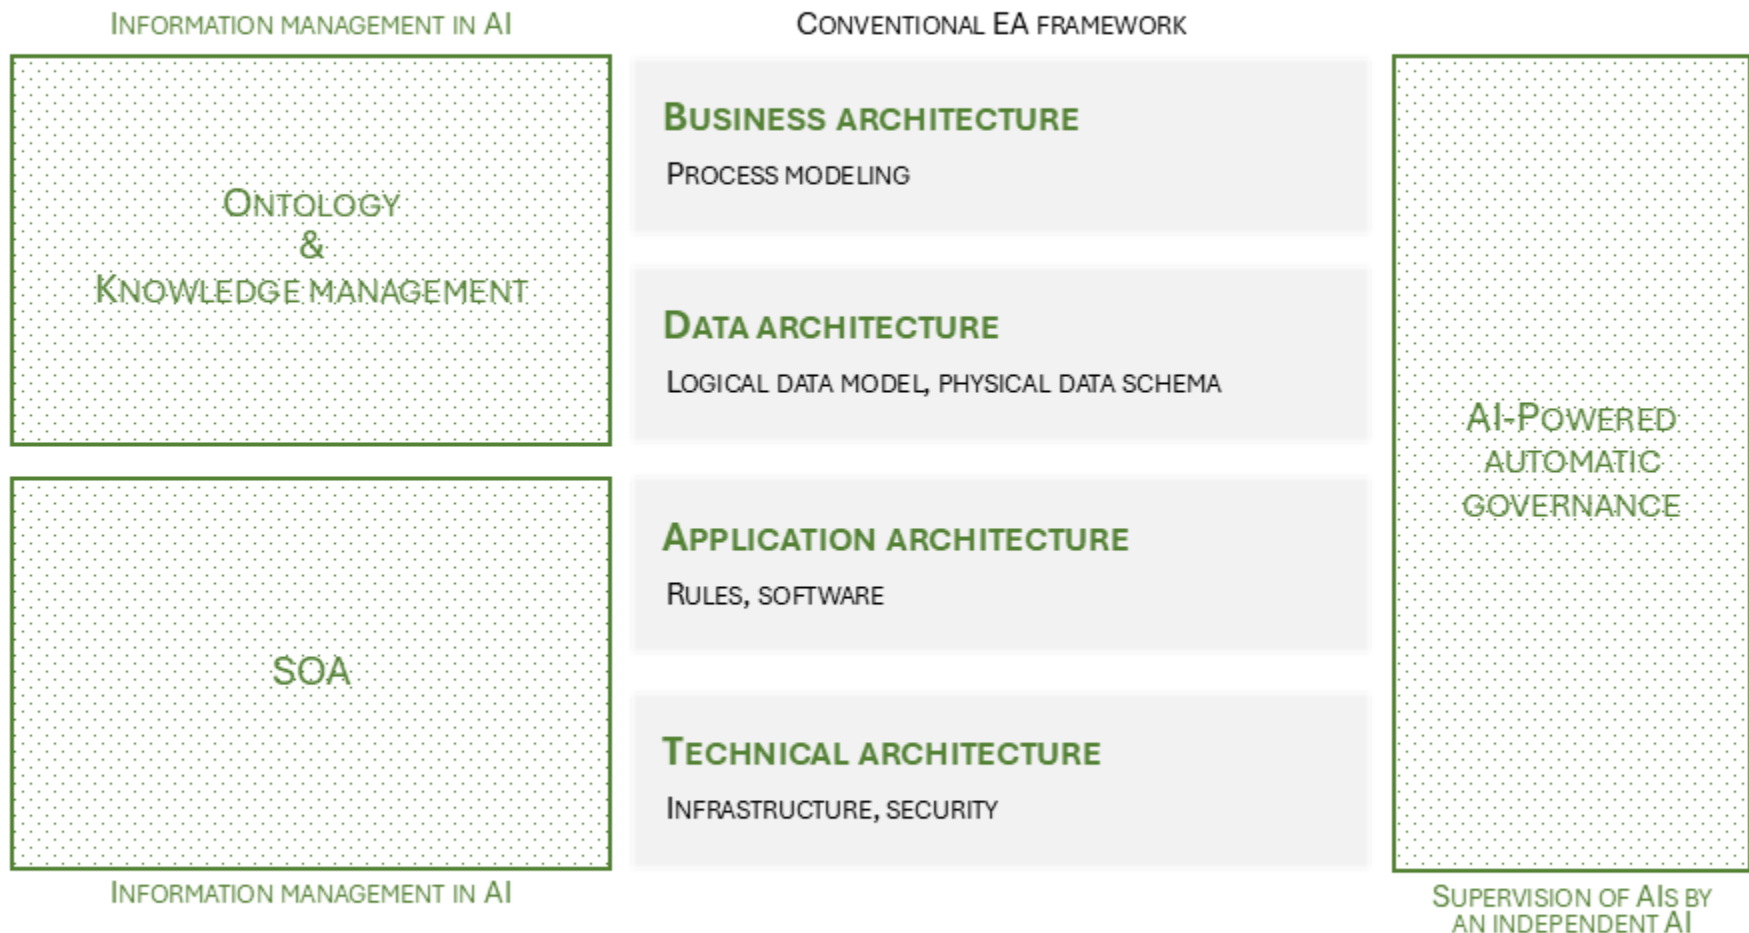 Information management in AI
Conventional EA framework
Ontology
&
Knowledge management
Business architecture
Process modeling
Data architecture
Logical data model, physical data schema
SOA
Application architecture
Rules, software
Technical architecture
Infrastructure, security
Information management in AI
AI-Powered
automatic
governance
Supervision of AIs by
an independent AI